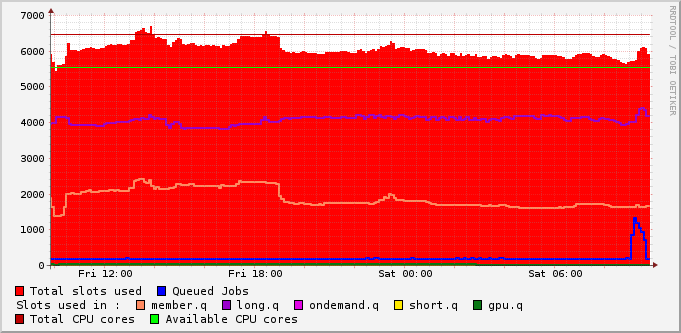 7000
6000
5000
4000
3000
2000
1000
0
Fri 12:00 Fri 18:00 Sat 00:00 Sat 06:00
Total slots used Queued Jobs
Slots used in : member.q long.q ondemand.q short.q gpu.q
Total CPU cores Available CPU cores
RRDTOOL / TOBI OETIKER